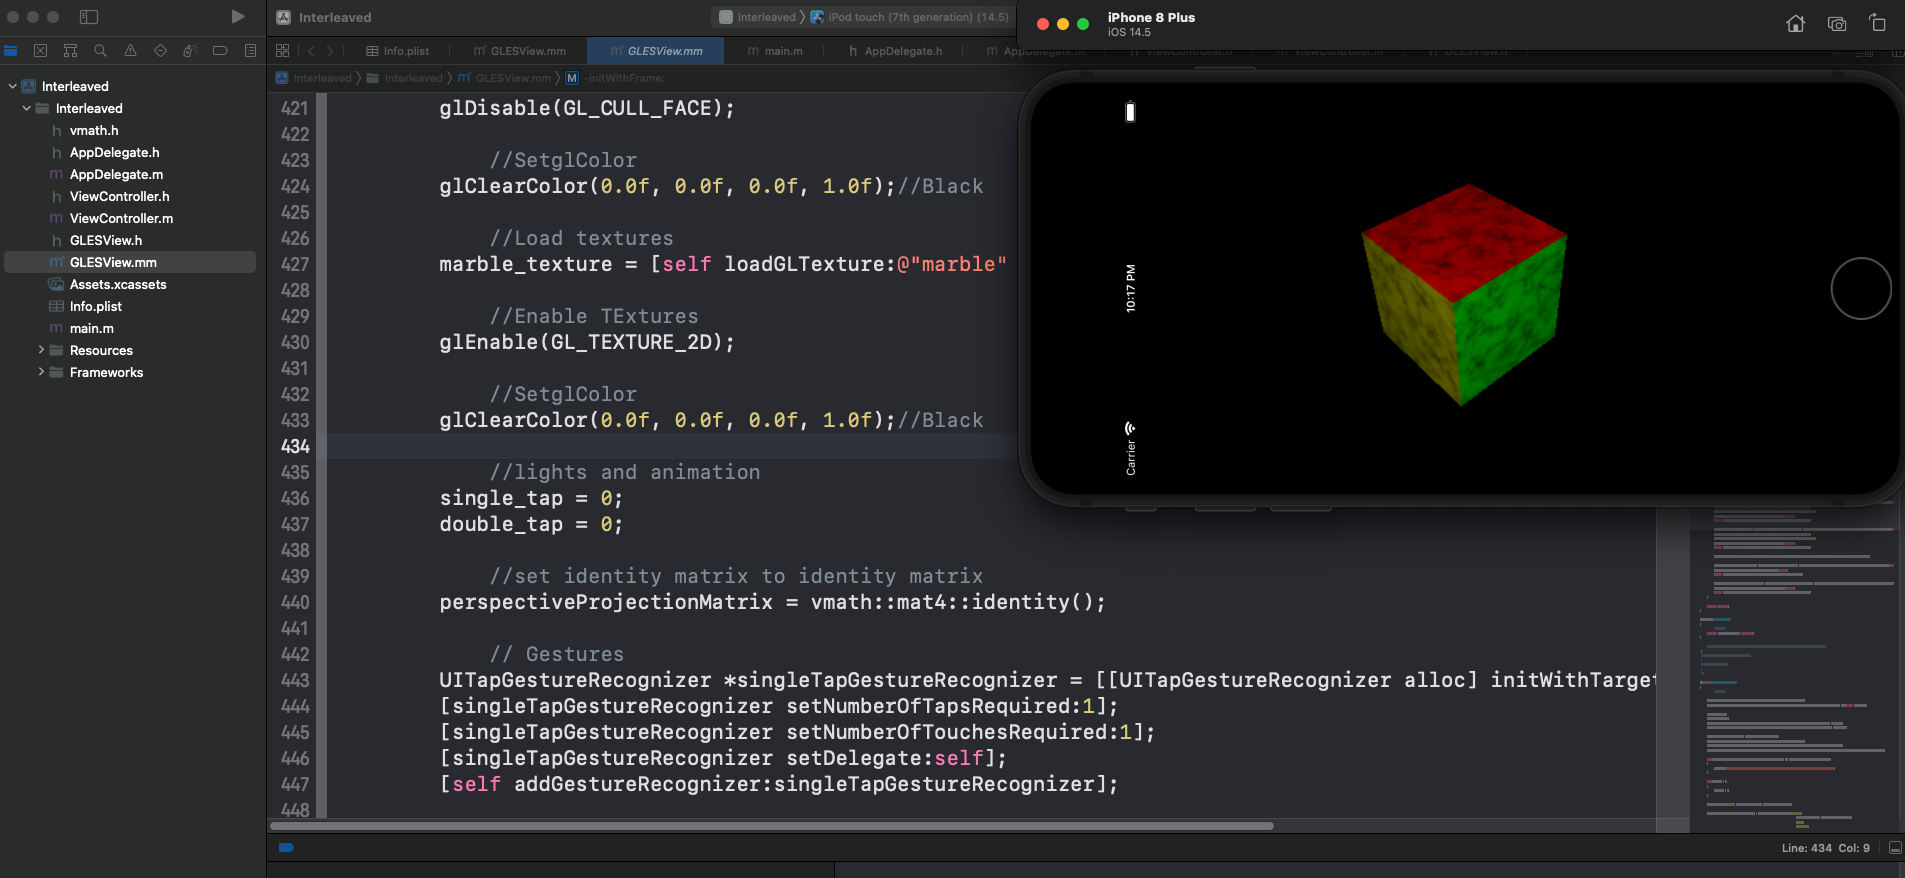 Interleaved
Interleaved
iPod touch (7th generation) (14.5)
iPhone 8 Plus
iOS 14.5
Info.plist
GLESView.mm
GLESView.mm
main.m
AppDelegate.h
AppDelegate.m
ViewController.h
ViewController.m
GLESView.h
Interleaved
Interleaved
GLESView.mm
M
-initWithFrame:
Interleaved
Interleaved
h vmath.h
h AppDelegate.h
m AppDelegate.m
h ViewController.h
m ViewController.m
h GLESView.h
m GLESView.mm
Assets.xcassets
Info.plist
m main.m
Resources
Frameworks
421 glDisable(GL_CULL_FACE);
422
423 //SetglColor
424 glClearColor(0.0f, 0.0f, 0.0f, 1.0f);//Black
425
426 //Load textures
427 marble_texture = [self loadGLTexture:@"marble"
428
429 //Enable TExtures
430 glEnable(GL_TEXTURE_2D);
431
432 //SetglColor
433 glClearColor(0.0f, 0.0f, 0.0f, 1.0f);//Black
434
435 //lights and animation
436 single_tap = 0;
437 double_tap = 0;
438
439 //set identity matrix to identity matrix
440 perspectiveProjectionMatrix = vmath::mat4::identity();
441
442 // Gestures
443 UITapGestureRecognizer *singleTapGestureRecognizer = [[UITapGestureRecognizer alloc] initWithTarget
444 [singleTapGestureRecognizer setNumberOfTapsRequired:1];
445 [singleTapGestureRecognizer setNumberOfTouchesRequired:1];
446 [singleTapGestureRecognizer setDelegate:self];
447 [self addGestureRecognizer:singleTapGestureRecognizer];
448
10:17 PM
Carrier
Line: 434 Col: 9